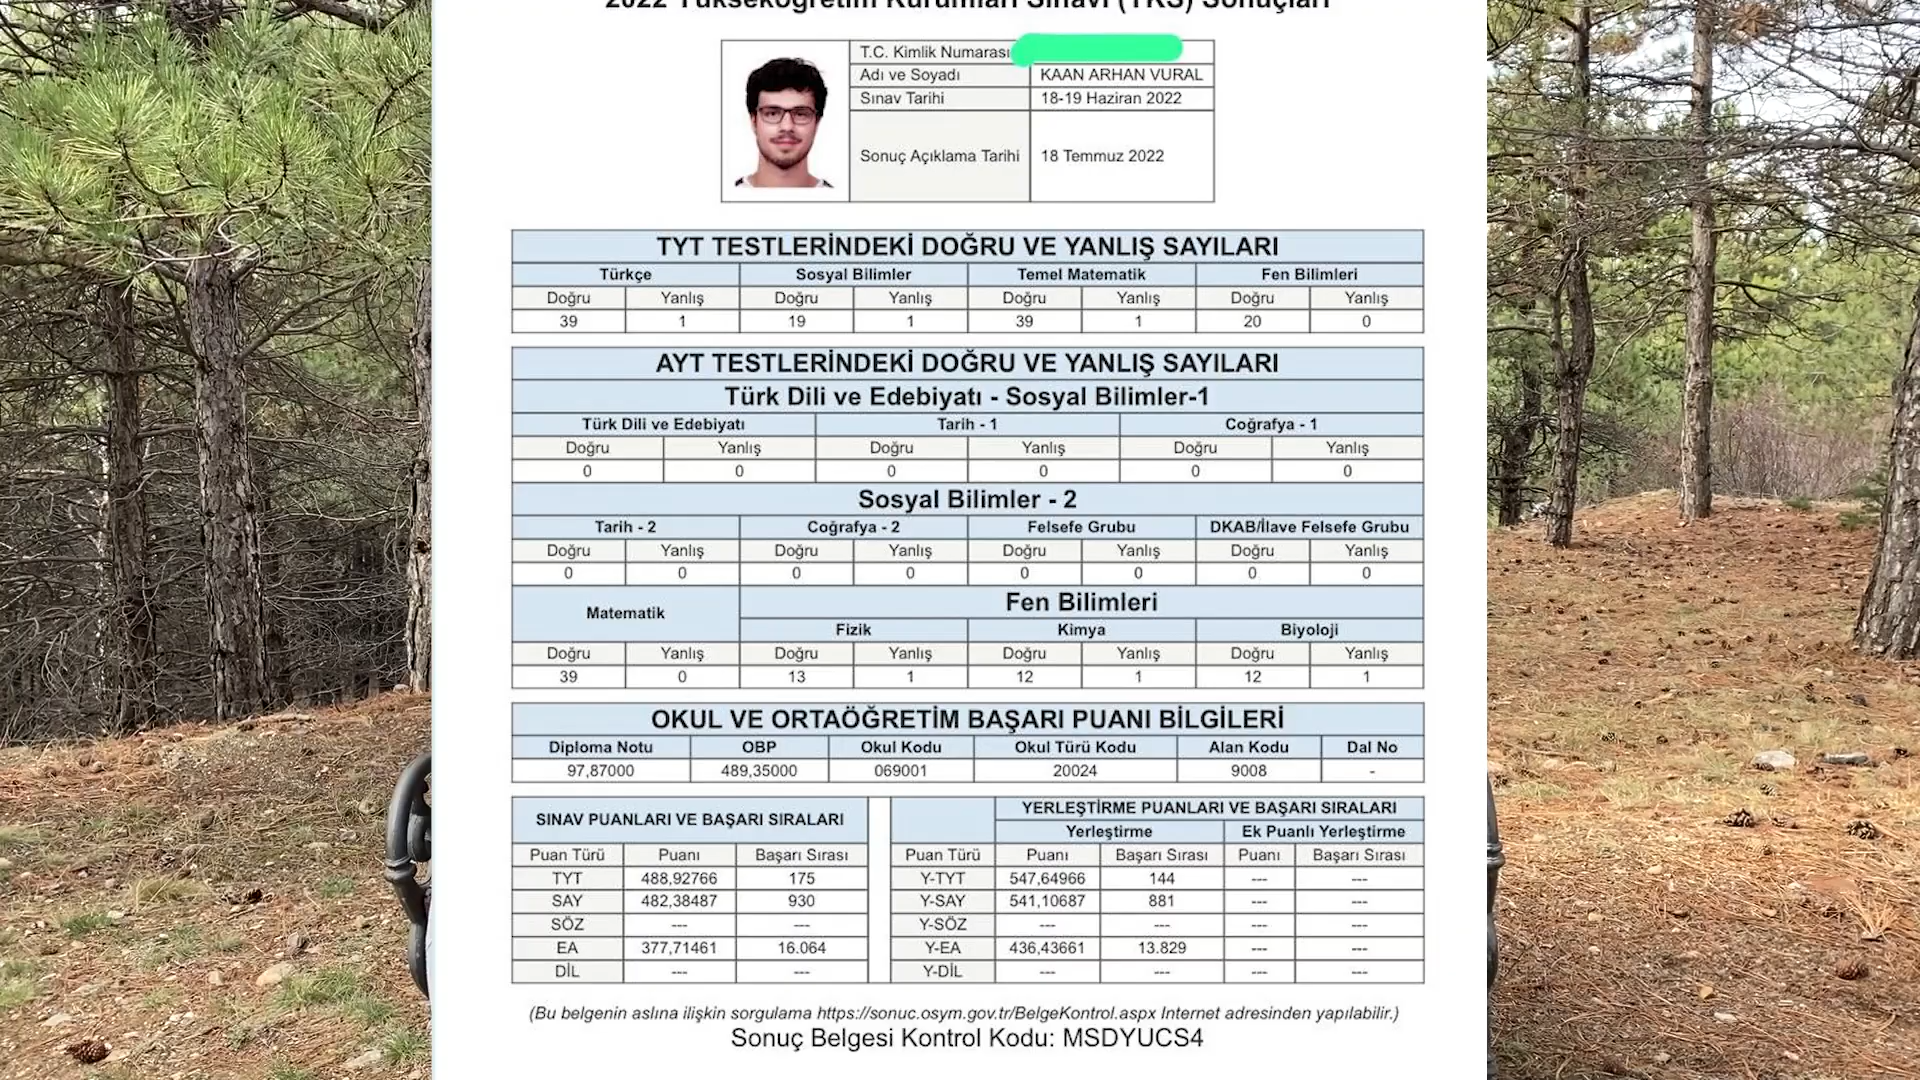 2022 Yükseköğretim Kurumları Sınavı (YKS) Sonuçları
T.C. Kimlik Numarası
Adı ve Soyadı KAAN ARHAN VURAL
Sınav Tarihi 18-19 Haziran 2022
Sonuç Açıklama Tarihi 18 Temmuz 2022
TYT TESTLERİNDEKİ DOĞRU VE YANLIŞ SAYILARI
Türkçe Sosyal Bilimler Temel Matematik Fen Bilimleri
Doğru Yanlış Doğru Yanlış Doğru Yanlış Doğru Yanlış
39 1 19 1 39 1 20 0
AYT TESTLERİNDEKİ DOĞRU VE YANLIŞ SAYILARI
Türk Dili ve Edebiyatı - Sosyal Bilimler-1
Türk Dili ve Edebiyatı Tarih - 1 Coğrafya - 1
Doğru Yanlış Doğru Yanlış Doğru Yanlış
0 0 0 0 0 0
Sosyal Bilimler - 2
Tarih - 2 Coğrafya - 2 Felsefe Grubu DKAB/İlave Felsefe Grubu
Doğru Yanlış Doğru Yanlış Doğru Yanlış Doğru Yanlış
0 0 0 0 0 0 0 0
Matematik Fen Bilimleri
Fizik Kimya Biyoloji
Doğru Yanlış Doğru Yanlış Doğru Yanlış Doğru Yanlış
39 0 13 1 12 1 12 1
OKUL VE ORTAÖĞRETİM BAŞARI PUANI BİLGİLERİ
Diploma Notu OBP Okul Kodu Okul Türü Kodu Alan Kodu Dal No
97,87000 489,35000 069001 20024 9008 -
SINAV PUANLARI VE BAŞARI SIRALARI
Puan Türü Puanı Başarı Sırası
TYT 488,92766 175
SAY 482,38487 930
SÖZ --- ---
EA 377,71461 16.064
DİL --- ---
YERLEŞTİRME PUANLARI VE BAŞARI SIRALARI
Yerleştirme Ek Puanlı Yerleştirme
Puan Türü Puanı Başarı Sırası Puanı Başarı Sırası
Y-TYT 547,64966 144 --- ---
Y-SAY 541,10687 881 --- ---
Y-SÖZ --- --- --- ---
Y-EA 436,43661 13.829 --- ---
Y-DİL --- --- --- ---
(Bu belgenin aslına ilişkin sorgulama https://sonuc.osym.gov.tr/BelgeKontrol.aspx Internet adresinden yapılabilir.)
Sonuç Belgesi Kontrol Kodu: MSDYUCS4